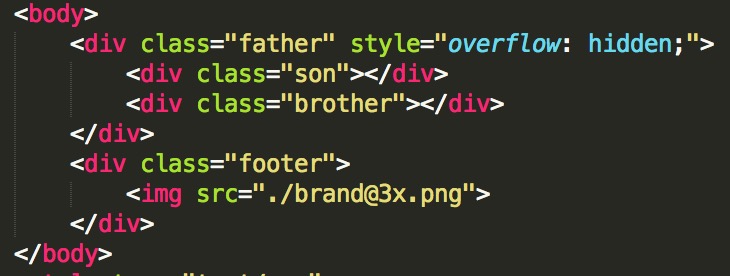 <body>
<div class="father" style="overflow: hidden;">
<div class="son"></div>
<div class="brother"></div>
</div>
<div class="footer">
<img src="./brand@3x.png">
</div>
</body>